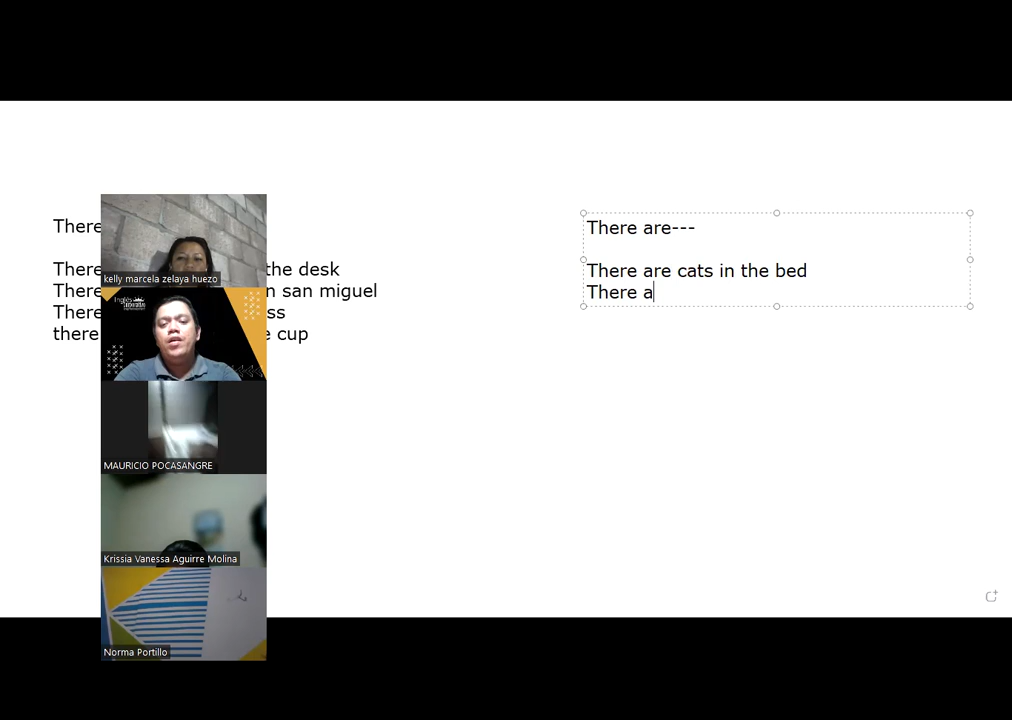 There
There the desk
There n san miguel
There ss
there e cup
There are---
There are cats in the bed
There a
kelly marcela zelaya huezo
Inglés
MAURICIO POCASANGRE
Krissia Vanessa Aguirre Molina
Norma Portillo